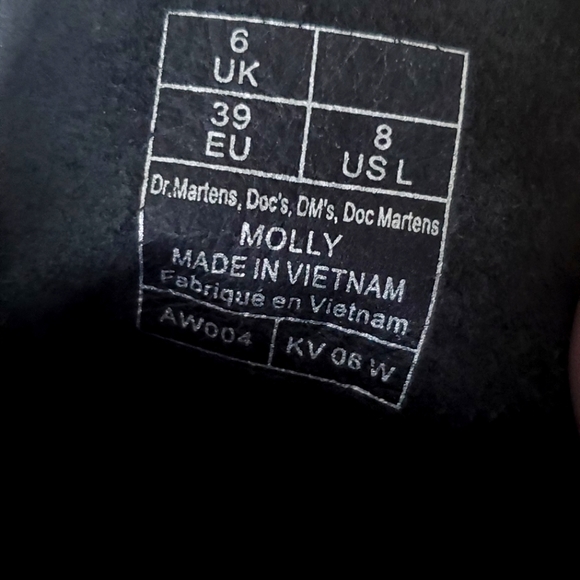 6
UK
39
EU
8
US L
Dr.Martens, Doc's, DM's, Doc Martens
MOLLY
MADE IN VIETNAM
Fabriqué en Vietnam
AW004
KV 06 W